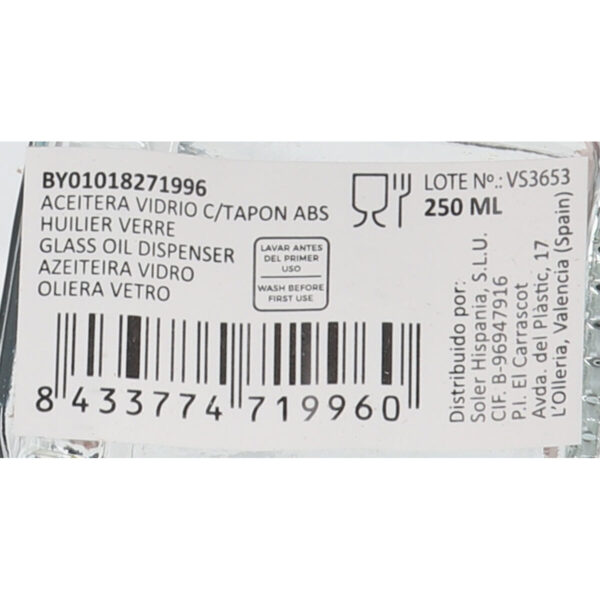 BY01018271996
ACEITERA VIDRIO C/TAPON ABS
HUILIER VERRE
GLASS OIL DISPENSER
AZEITEIRA VIDRO
OLIERA VETRO
LAVAR ANTES
DEL PRIMER
USO
WASH BEFORE
FIRST USE
LOTE Nº.: VS3653
250 ML
8 433774 719960
Distribuido por:
Soler Hispania, S.L.U.
CIF. B-96947916
P.I. El Carrascot
Avda. del Plàstic, 17
L'Olleria, Valencia (Spain)